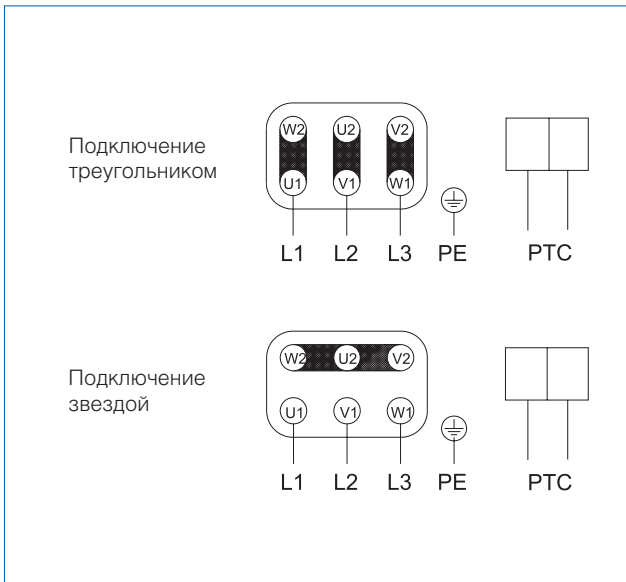 Подключение
треугольником
W2 U2 V2
U1 V1 W1
L1 L2 L3 PE PTC
Подключение
звездой
W2 U2 V2
U1 V1 W1
L1 L2 L3 PE PTC